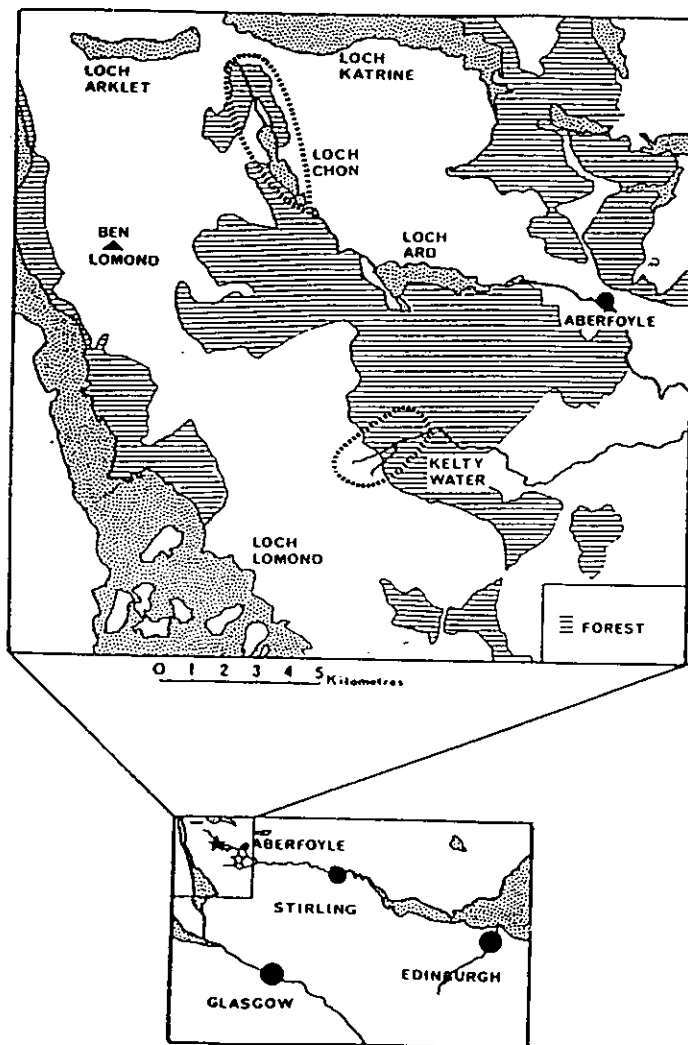 LOCH
ARKLET
LOCH
KATRINE
LOCH
CHON
BEN
LOMOND
LOCH
ARD
ABERFOYLE
KELTY
WATER
LOCH
LOMOND
FOREST
0 1 2 3 4 5 Kilometres
ABERFOYLE
STIRLING
EDINBURGH
GLASGOW